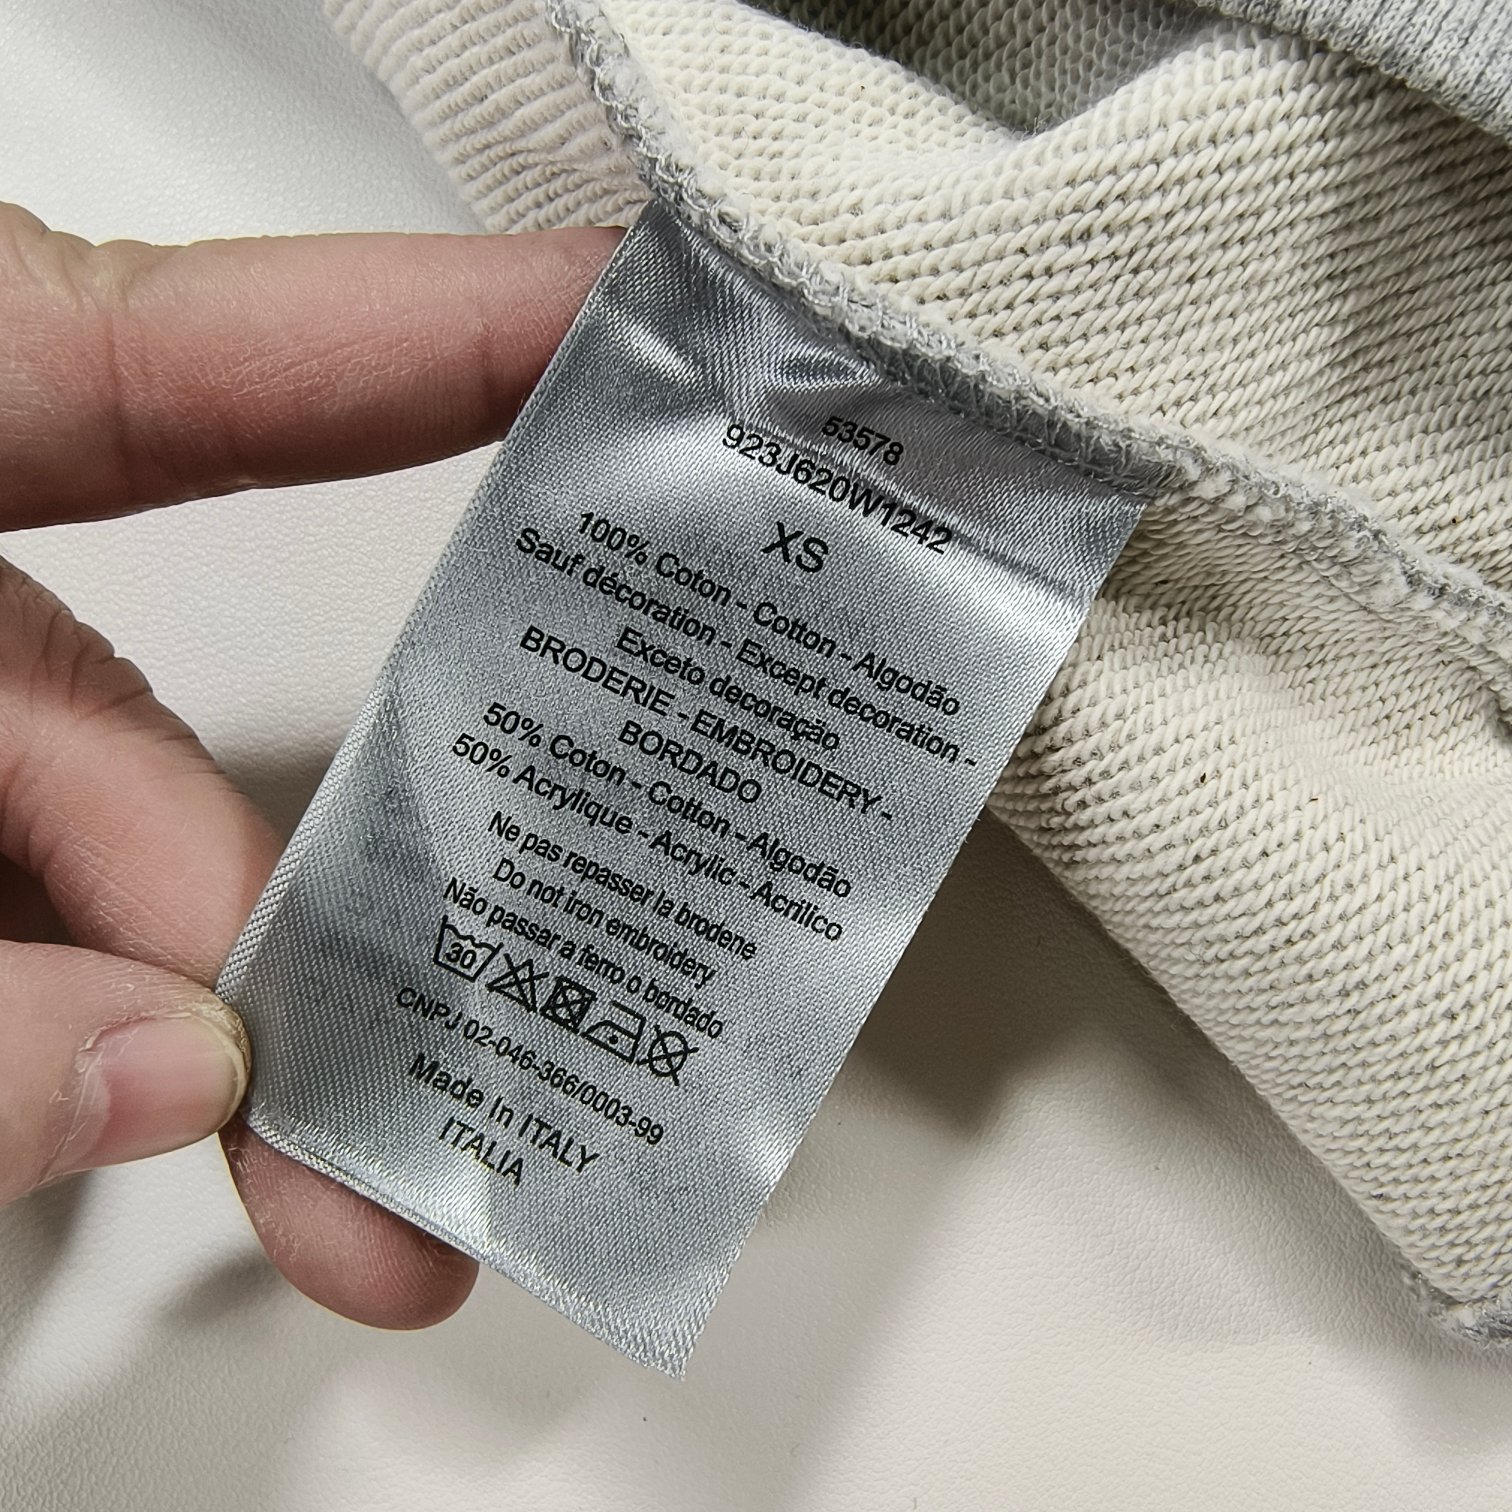 53578
923J620W1242
XS
100% Coton - Cotton - Algodão
Sauf décoration - Except decoration -
Exceto decoração
BRODERIE - EMBROIDERY -
BORDADO
50% Coton - Cotton - Algodão
50% Acrylique - Acrylic - Acrilico
Ne pas repasser la brodene
Do not iron embroidery
Não passar a ferro o bordado
30
CNPJ 02-046-366/0003-99
Made In ITALY
ITALIA